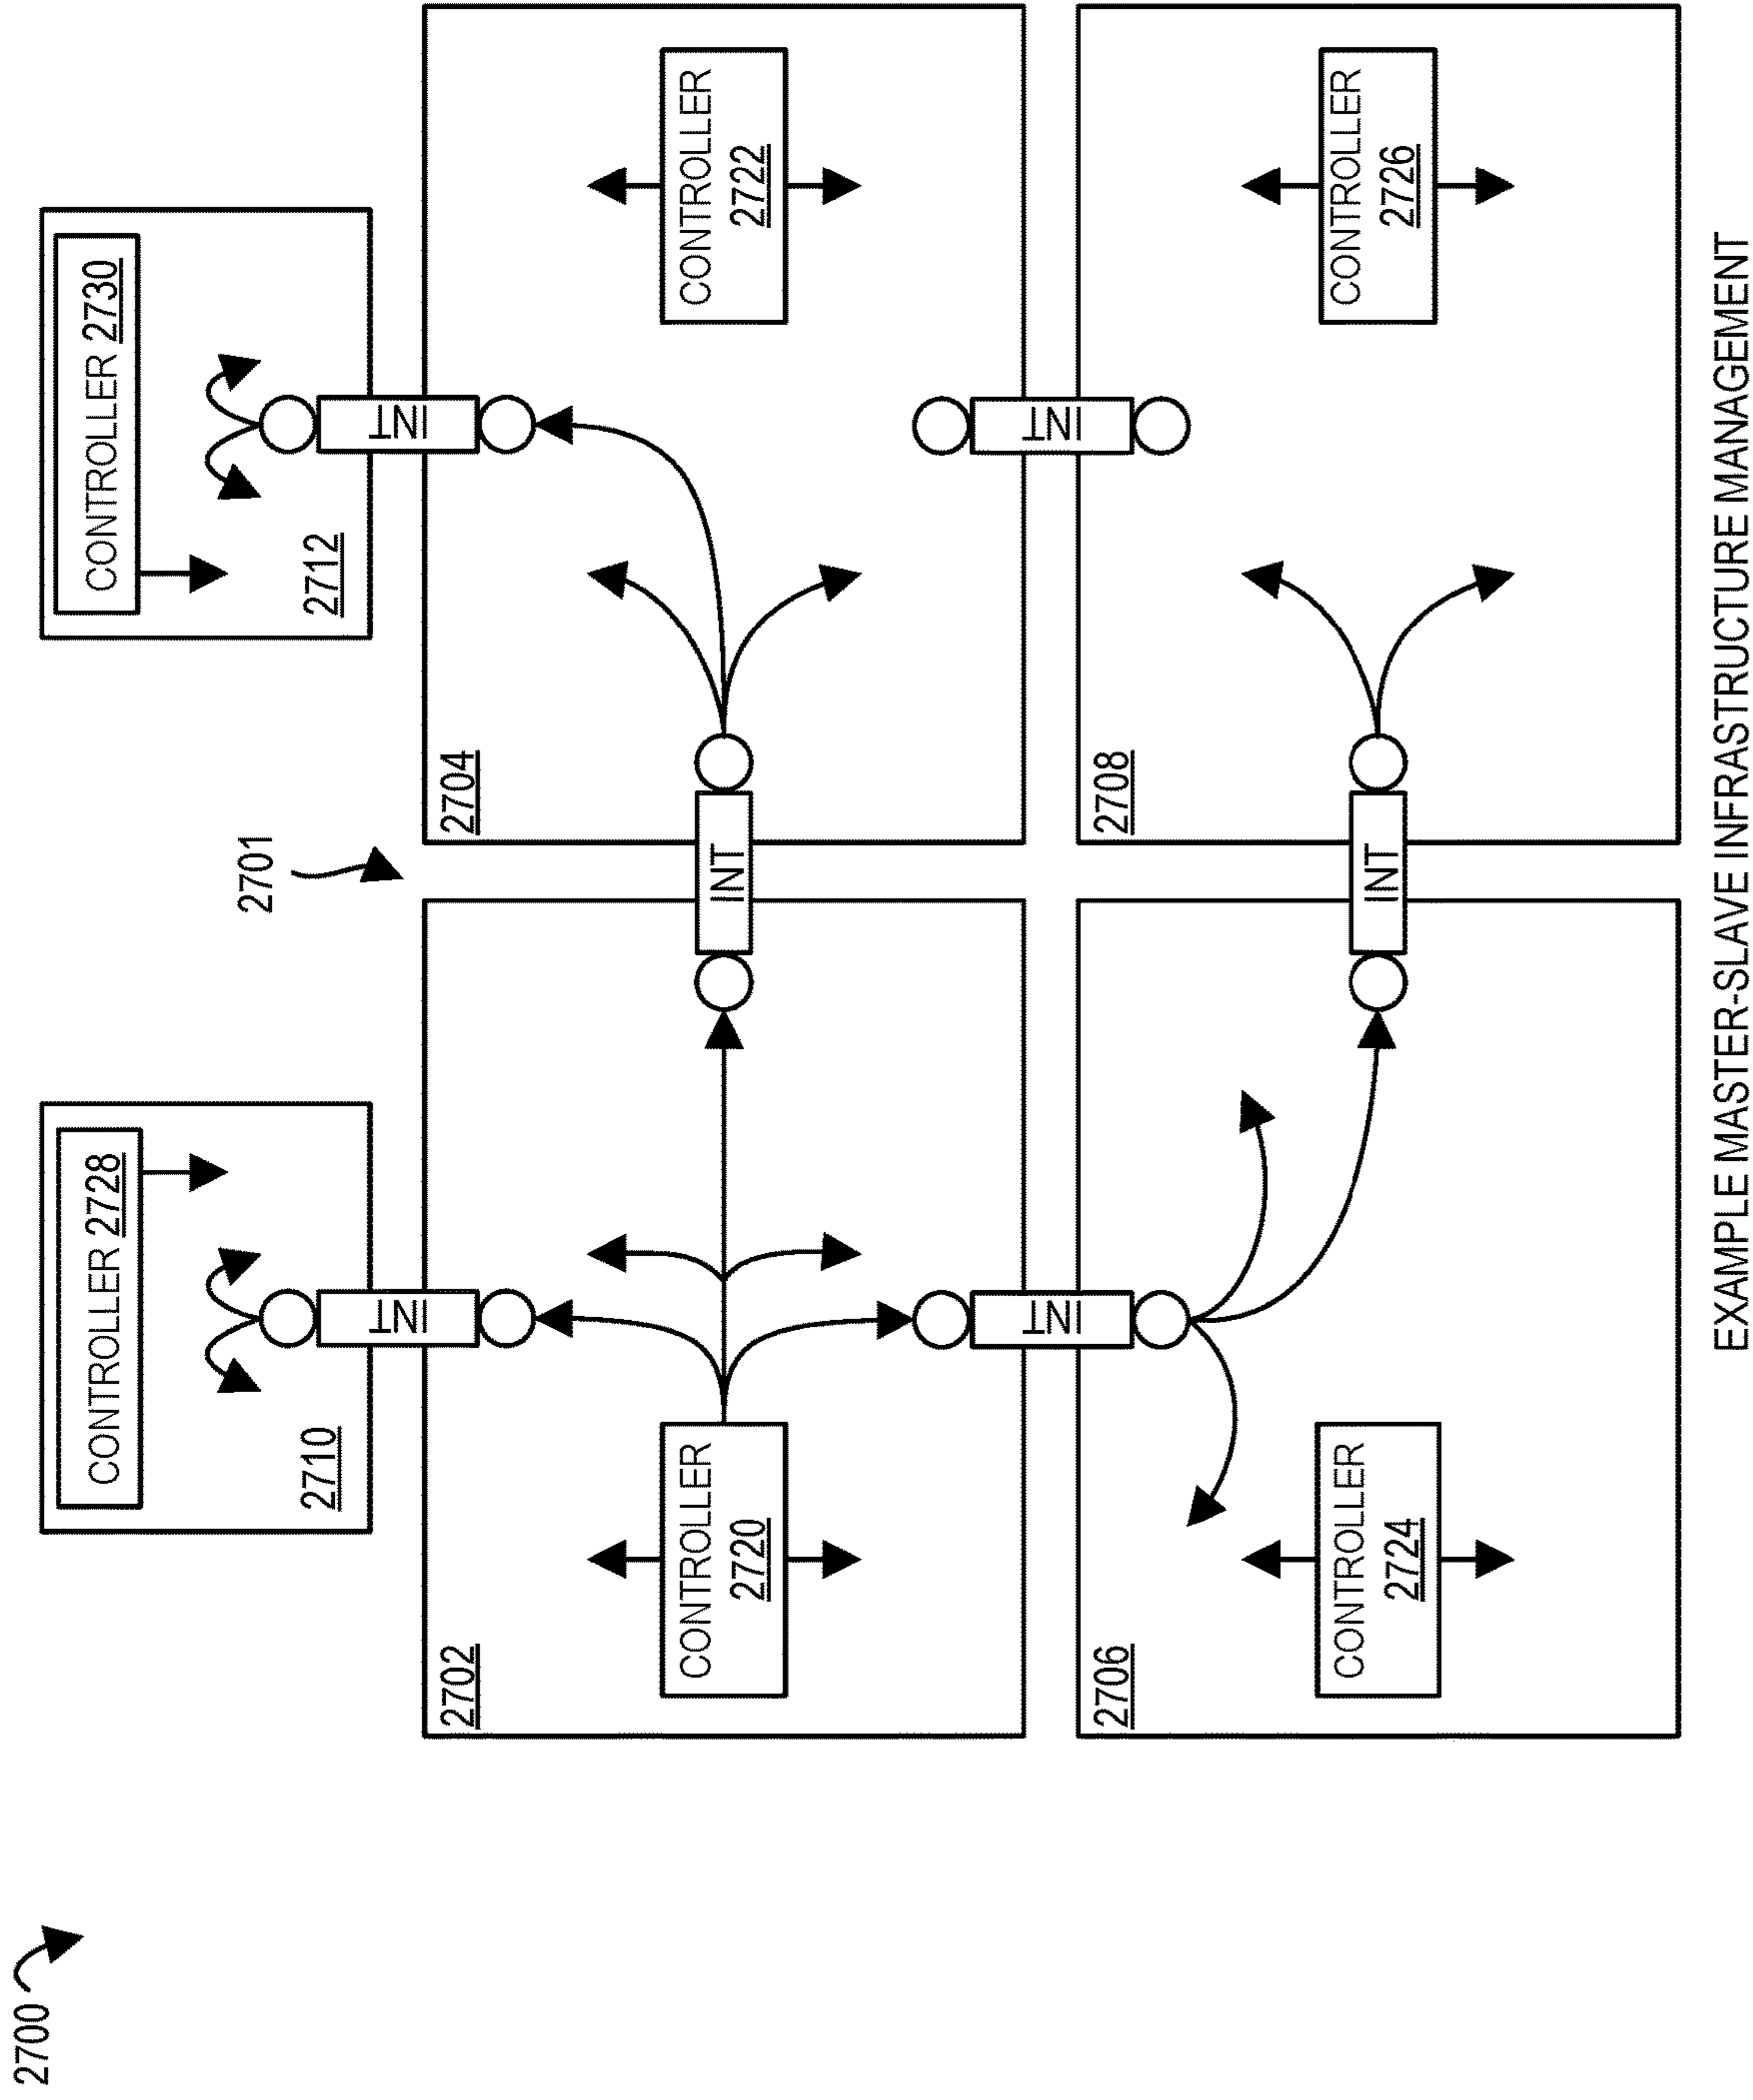 2700
CONTROLLER 2728
CONTROLLER 2730
2710
2701
2712
INT
INT
2702
2704
CONTROLLER
2720
INT
CONTROLLER
2722
INT
INT
2706
2708
CONTROLLER
2724
INT
CONTROLLER
2726
EXAMPLE MASTER-SLAVE INFRASTRUCTURE MANAGEMENT